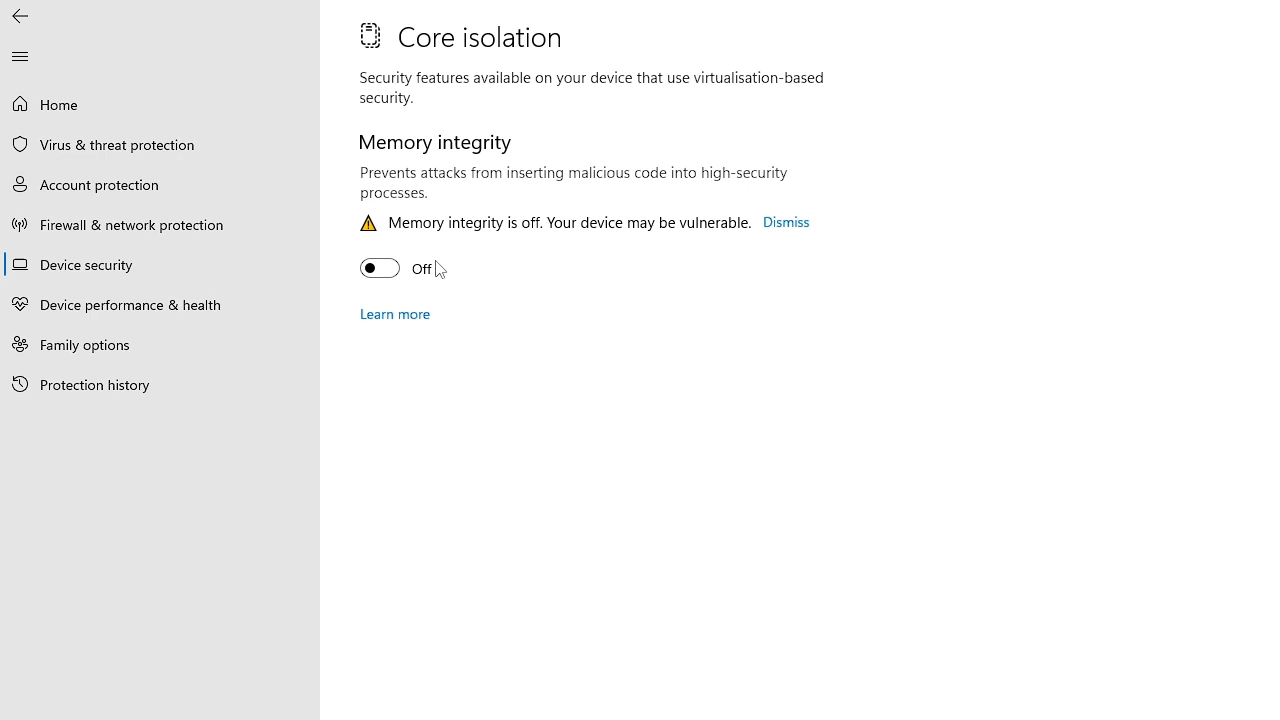 Core isolation
Security features available on your device that use virtualisation-based
security.
Home
Virus & threat protection
Account protection
Firewall & network protection
Device security
Device performance & health
Family options
Protection history
Memory integrity
Prevents attacks from inserting malicious code into high-security
processes.
Memory integrity is off. Your device may be vulnerable. Dismiss
Off
Learn more